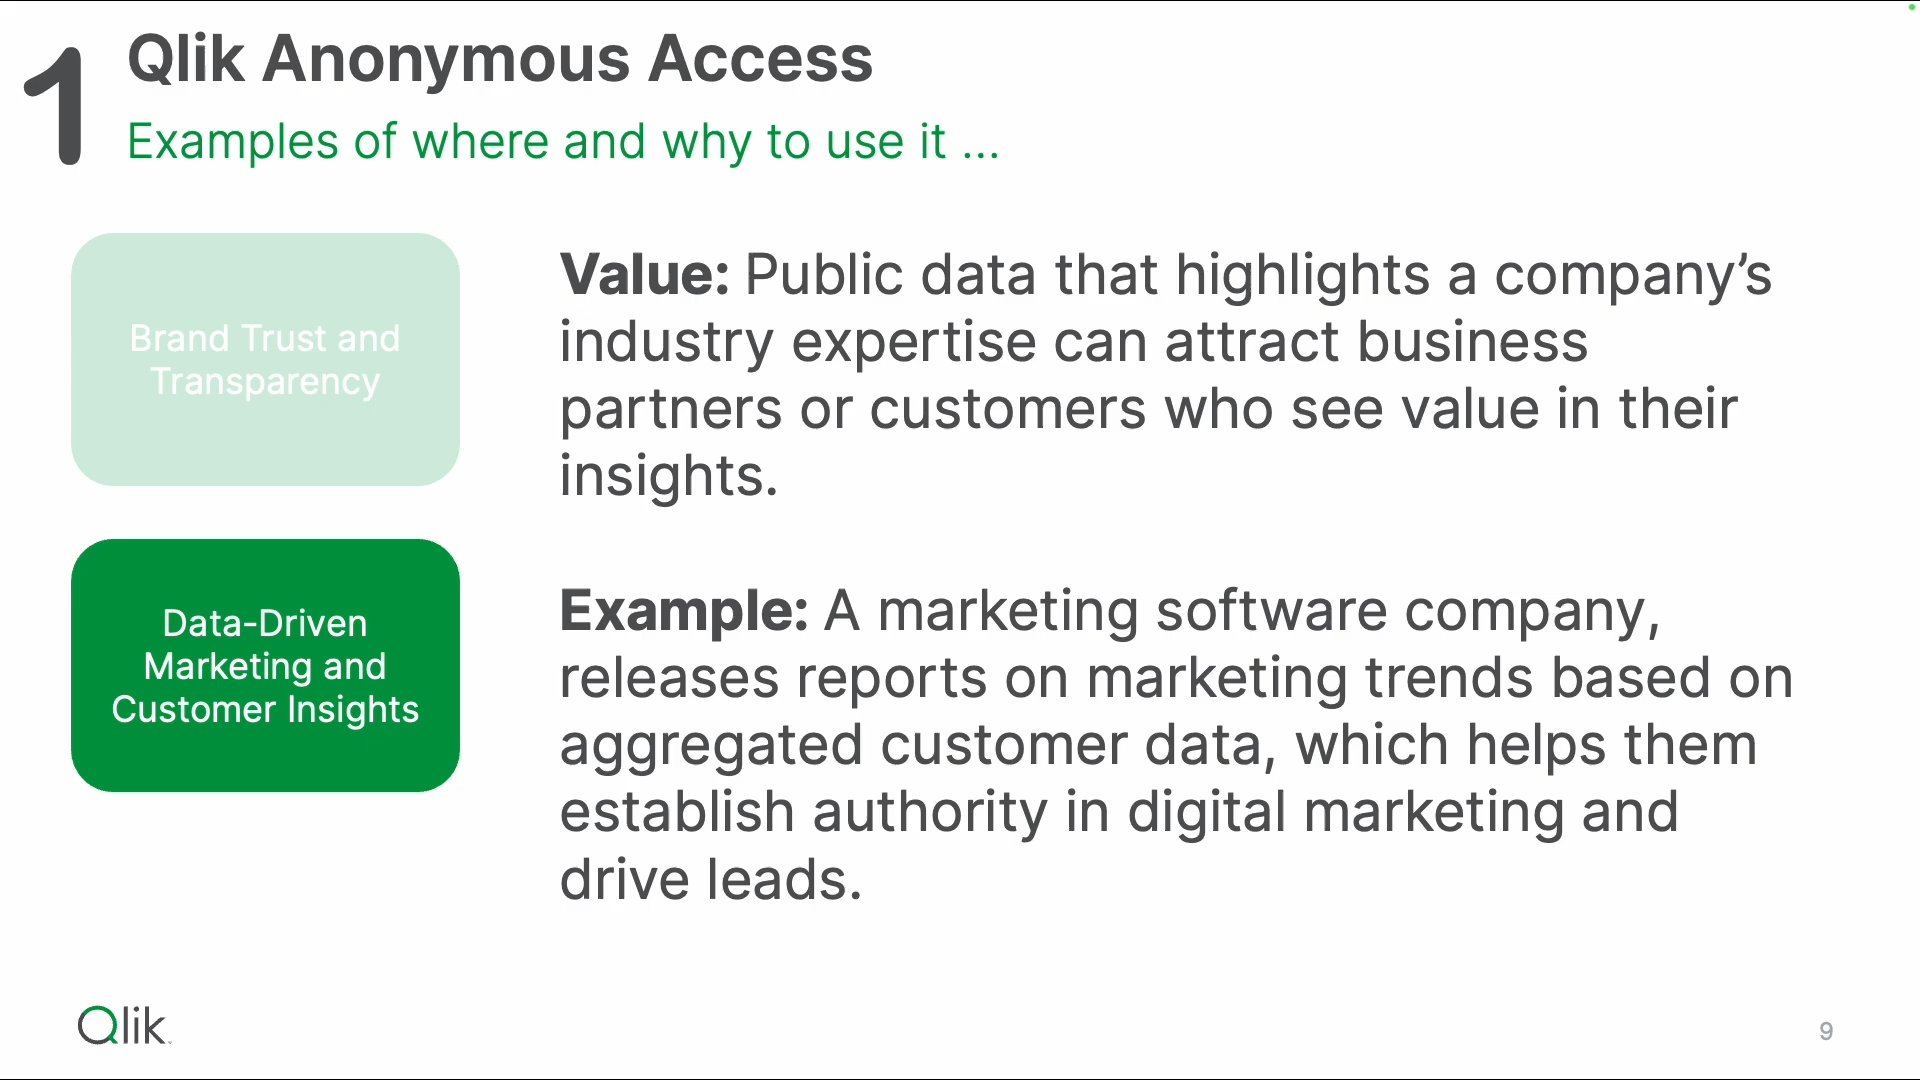 1
Qlik Anonymous Access
Examples of where and why to use it ...
Brand Trust and
Transparency
Value: Public data that highlights a company’s
industry expertise can attract business
partners or customers who see value in their
insights.
Data-Driven
Marketing and
Customer Insights
Example: A marketing software company,
releases reports on marketing trends based on
aggregated customer data, which helps them
establish authority in digital marketing and
drive leads.
Qlik
9